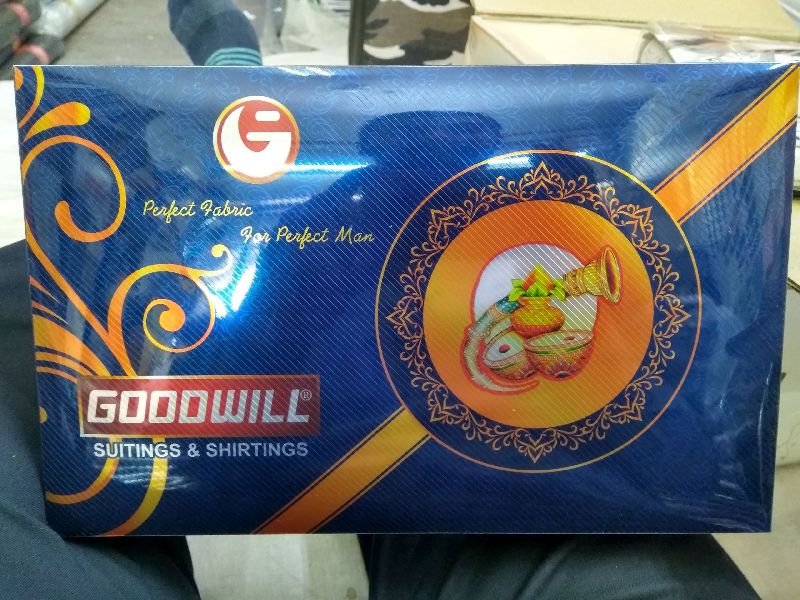 G
Perfect Fabric
For Perfect Man
GOODWILL®
SUITINGS & SHIRTINGS